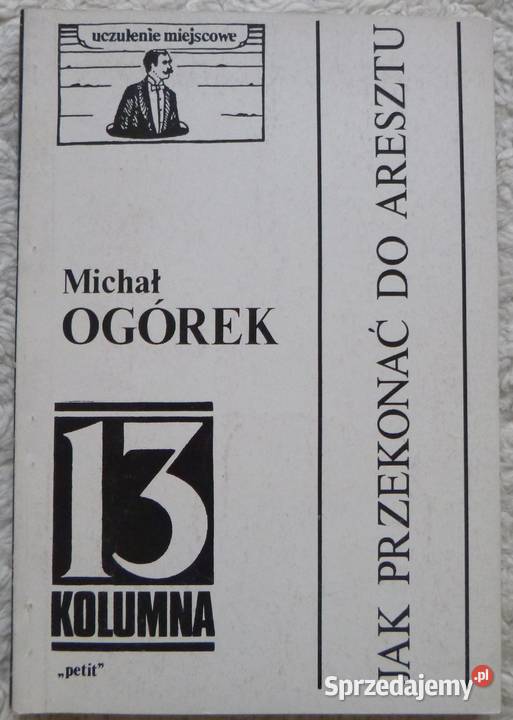 uczulenie miejscowe
Michał
OGÓREK
13
KOLUMNA
„petit”
JAK PRZEKONAĆ DO ARESZTU
Sprzedajemy.pl